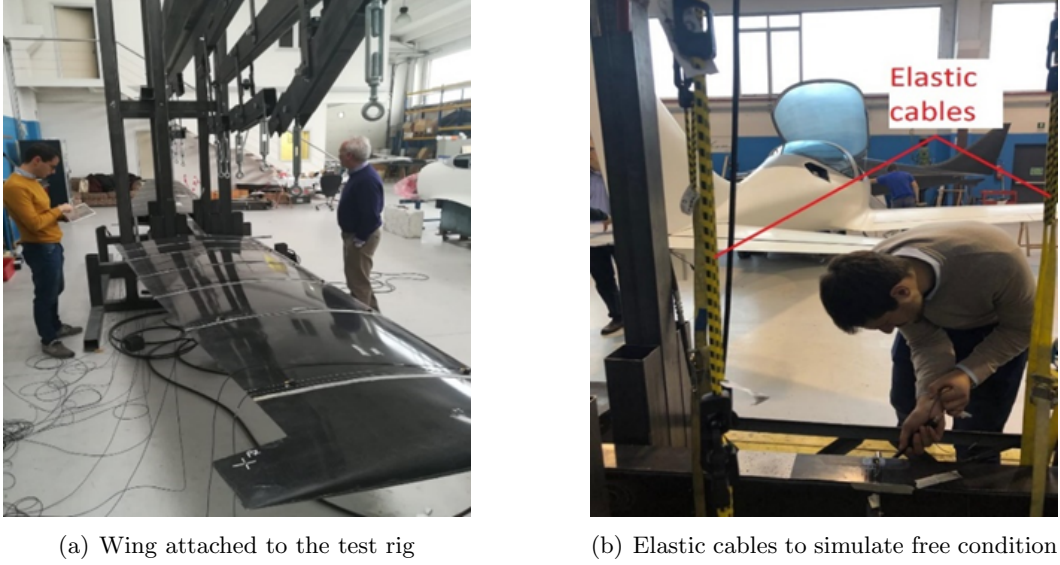 Elastic
cables
(a) Wing attached to the test rig
(b) Elastic cables to simulate free condition